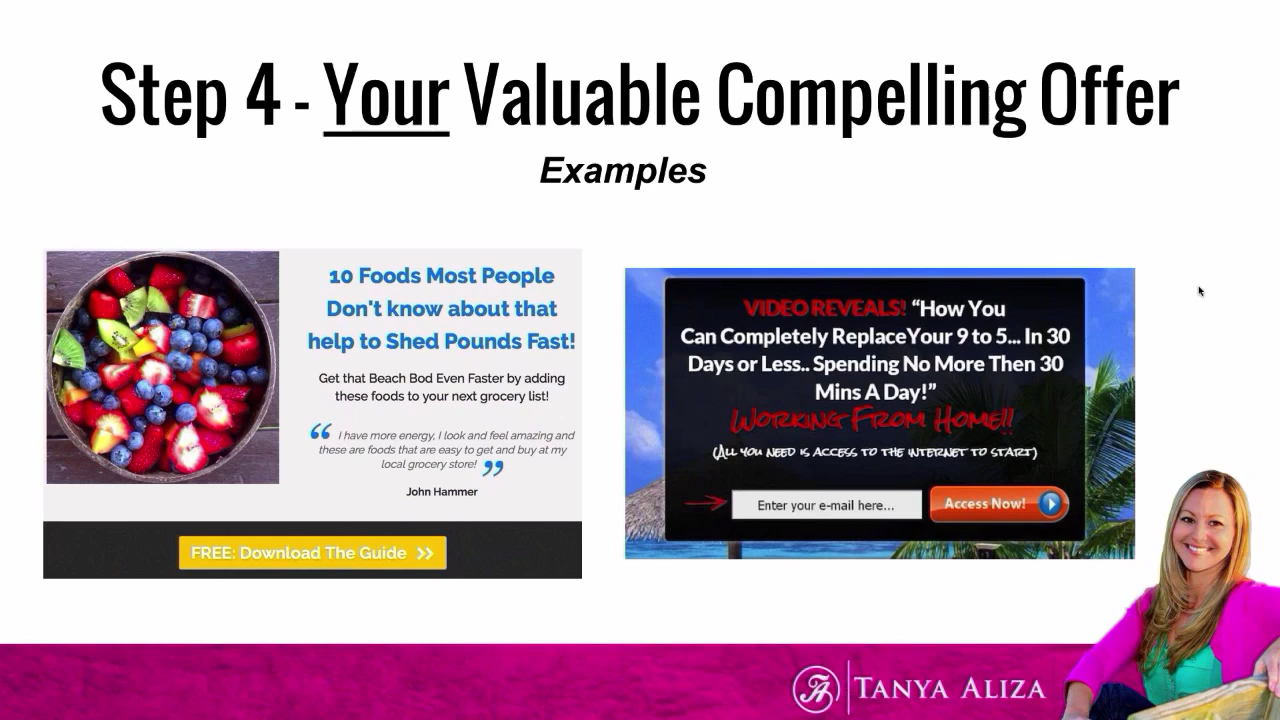 Step 4 - Your Valuable Compelling Offer
Examples
10 Foods Most People
Don't know about that
help to Shed Pounds Fast!
Get that Beach Bod Even Faster by adding
these foods to your next grocery list!
“ I have more energy, I look and feel amazing and
these are foods that are easy to get and buy at my
local grocery store! ”
John Hammer
FREE: Download The Guide >>
VIDEO REVEALS! “How You
Can Completely ReplaceYour 9 to 5... In 30
Days or Less.. Spending No More Then 30
Mins A Day!”
Working From Home!!
(All you need is access to the internet to start)
Enter your e-mail here...
Access Now!
TA
TANYA ALIZA